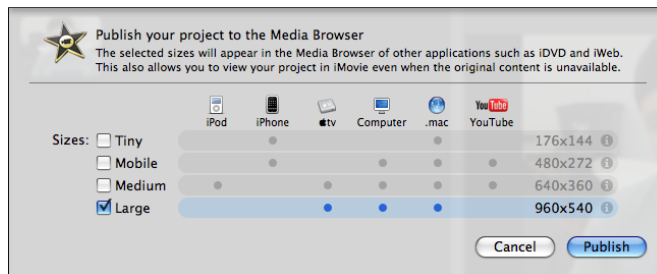 Publish your project to the Media Browser
The selected sizes will appear in the Media Browser of other applications such as iDVD and iWeb.
This also allows you to view your project in iMovie even when the original content is unavailable.
You Tube
iPod iPhone tv Computer .mac YouTube
Sizes: Tiny 176x144
Mobile 480x272
Medium 640x360
Large 960x540
Cancel Publish